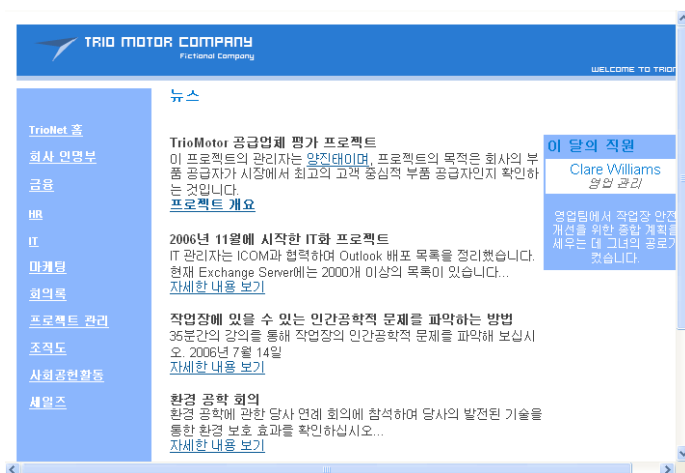 TRIO MOTOR COMPANY
Fictional Company
WELCOME TO
TrioNet 홈
회사 인명부
금융
HR
IT
마케팅
회의록
프로젝트 관리
조직도
사회공헌활동
세일즈
뉴스
TrioMotor 공급업체 평가 프로젝트
이 프로젝트의 관리자는 양진태이며, 프로젝트의 목적은 회사의 부
품 공급자가 시장에서 최고의 고객 중심적 부품 공급자인지 확인하
는 것입니다.
프로젝트 개요
2006년 11월에 시작한 IT화 프로젝트
IT 관리자는 ICOM과 협력하여 Outlook 배포 목록을 정리했습니다.
현재 Exchange Server에는 2000개 이상의 목록이 있습니다...
자세한 내용 보기
작업장에 있을 수 있는 인간공학적 문제를 파악하는 방법
35분간의 강의를 통해 작업장의 인간공학적 문제를 파악해 보십시
오. 2006년 7월 14일
자세한 내용 보기
환경 공학 회의
환경 공학에 관한 당사 연례 회의에 참석하여 당사의 발전된 기술을
통한 환경 보호 효과를 확인하십시오...
자세한 내용 보기
이 달의 직원
Clare Williams
영업 관리
영업팀에서 작업장 안전
개선을 위한 종합 계획을
세우는 데 그녀의 공로가
컸습니다.